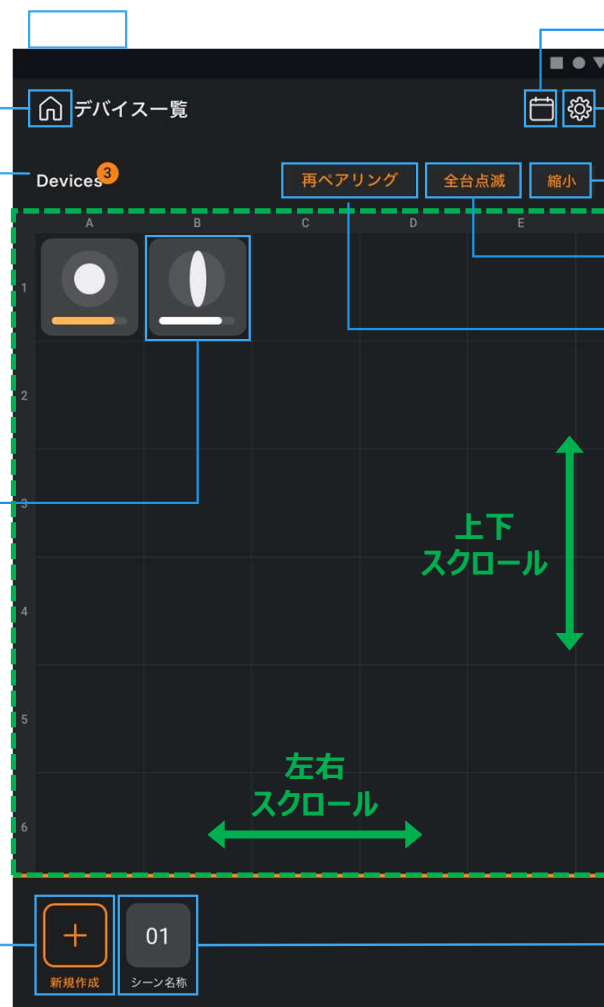 デバイス一覧
Devices 3
再ペアリング 全台点滅 縮小
A B C D E
1
2
3
上下
スクロール
4
5
左右
スクロール
6
01
新規作成 シーン名称